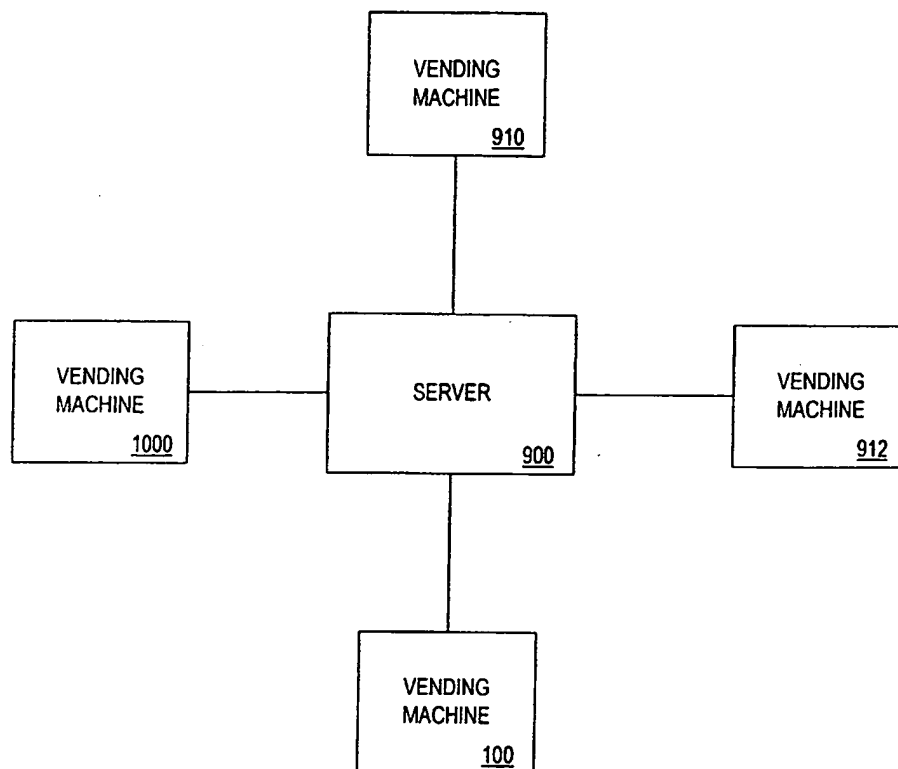 VENDING
MACHINE
910
VENDING
MACHINE
1000
SERVER
900
VENDING
MACHINE
912
VENDING
MACHINE
100